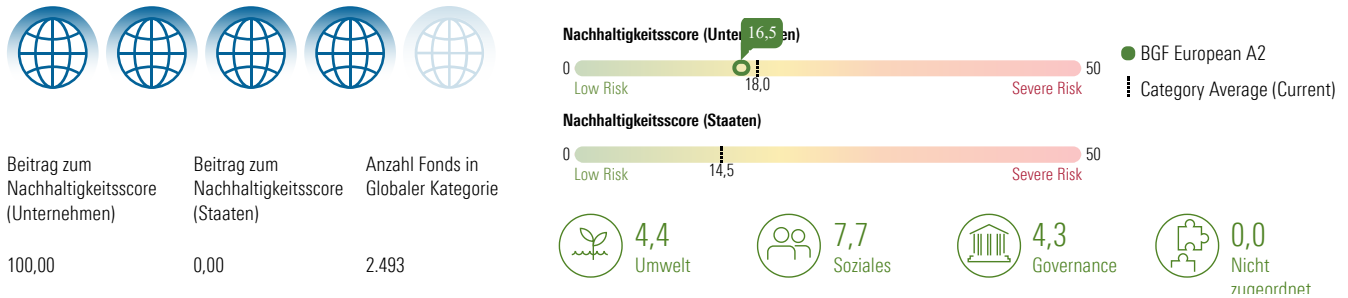 Beitrag zum
Nachhaltigkeitsscore
(Unternehmen)
100,00
Beitrag zum
Nachhaltigkeitsscore
(Staaten)
0,00
Anzahl Fonds in
Globaler Kategorie
2.493
Nachhaltigkeitsscore (Unter en)
16,5
0
50
Low Risk
18,0
Severe Risk
BGF European A2
Category Average (Current)
Nachhaltigkeitsscore (Staaten)
0
50
Low Risk
14,5
Severe Risk
4,4
Umwelt
7,7
Soziales
4,3
Governance
0,0
Nicht
zugeordnet